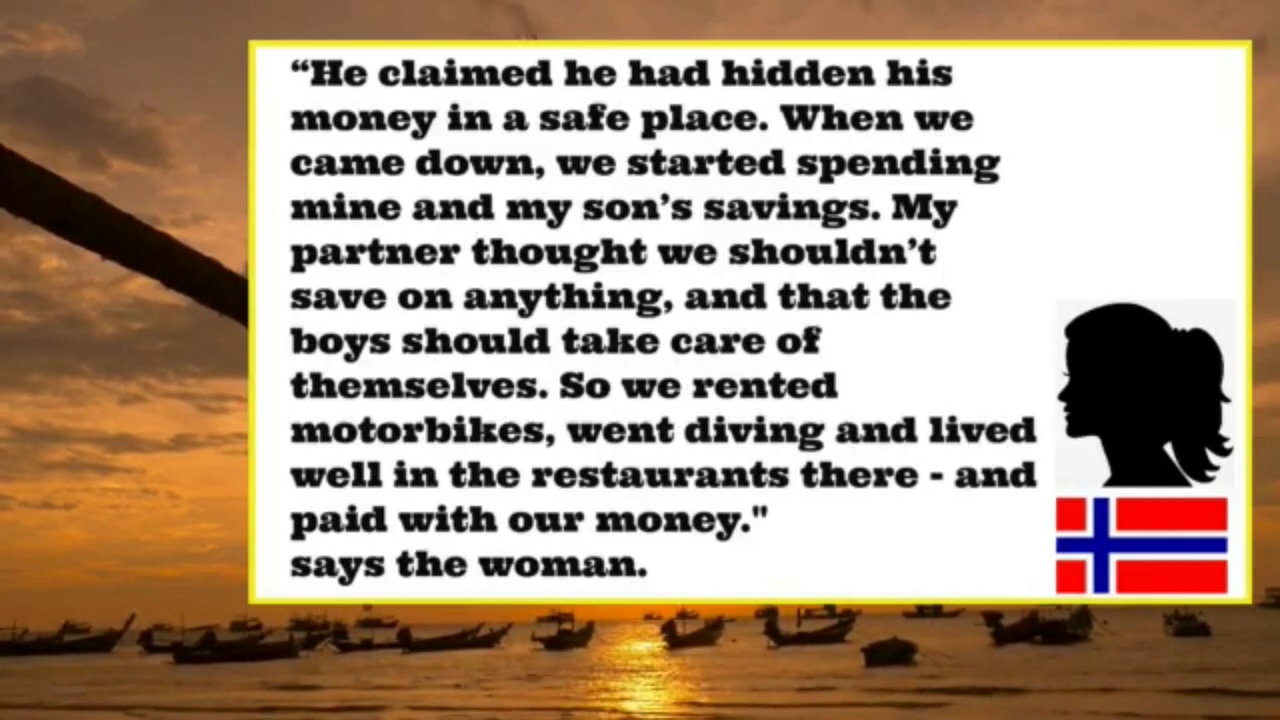 “He claimed he had hidden his
money in a safe place. When we
came down, we started spending
mine and my son’s savings. My
partner thought we shouldn’t
save on anything, and that the
boys should take care of
themselves. So we rented
motorbikes, went diving and lived
well in the restaurants there - and
paid with our money."
says the woman.